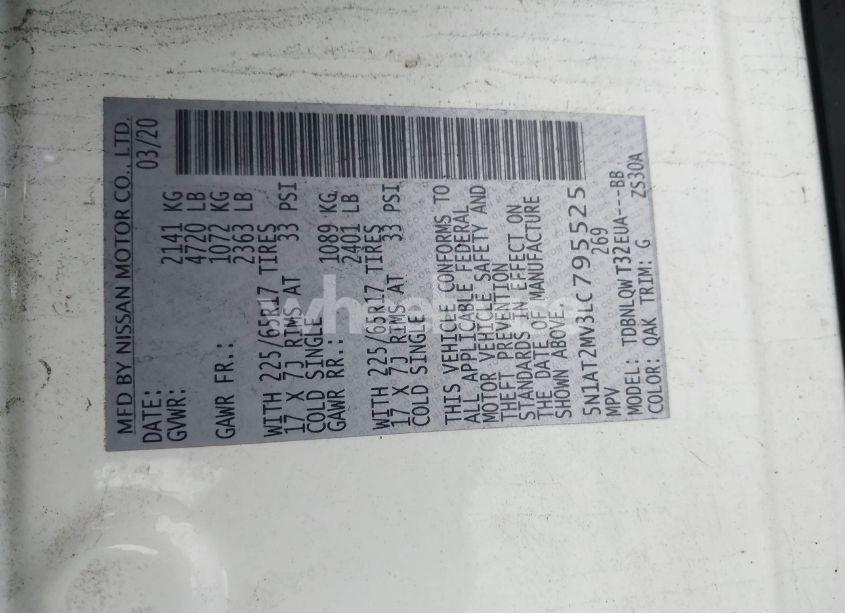 MFD BY NISSAN MOTOR CO., LTD.
DATE: 03/20
GVWR: 2141 KG
4720 LB
GAWR FR.: 1072 KG
2363 LB
WITH 225/65R17 TIRES
17 X 7J RIMS AT 33 PSI
COLD SINGLE
GAWR RR.: 1089 KG
2401 LB
WITH 225/65R17 TIRES
17 X 7J RIMS AT 33 PSI
COLD SINGLE
THIS VEHICLE CONFORMS TO
ALL APPLICABLE FEDERAL
MOTOR VEHICLE SAFETY AND
THEFT PREVENTION
STANDARDS IN EFFECT ON
THE DATE OF MANUFACTURE
SHOWN ABOVE.
5N1AT2MV3LC795525
MPV 269
MODEL: TDBNLQWT32EUA---BB
COLOR: QAK TRIM: G ZS30A